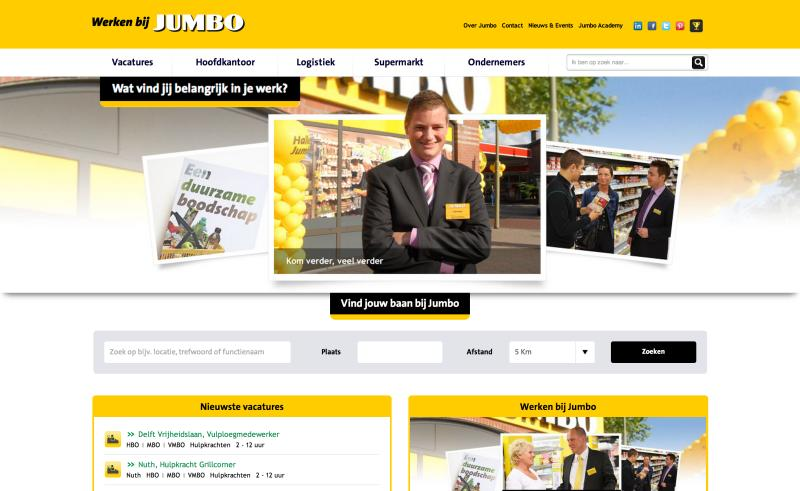 Werken bij JUMBO
Over Jumbo Contact Nieuws & Events Jumbo Academy
Vacatures Hoofdkantoor Logistiek Supermarkt Ondernemers
Ik ben op zoek naar...
Wat vind jij belangrijk in je werk?
Een
duurzame
boodschap
Kom verder, veel verder
Vind jouw baan bij Jumbo
Zoek op bijv. locatie, trefwoord of functienaam Plaats Afstand 5 Km Zoeken
Nieuwste vacatures
Delft Vrijheidslaan, Vulploegmedewerker
HBO | MBO | VMBO Hulpkrachten 2 - 12 uur
Nuth, Hulpkracht Grillcorner
Nuth HBO | MBO | VMBO Hulpkrachten 2 - 12 uur
Werken bij Jumbo
Een
duurzame
boodschap